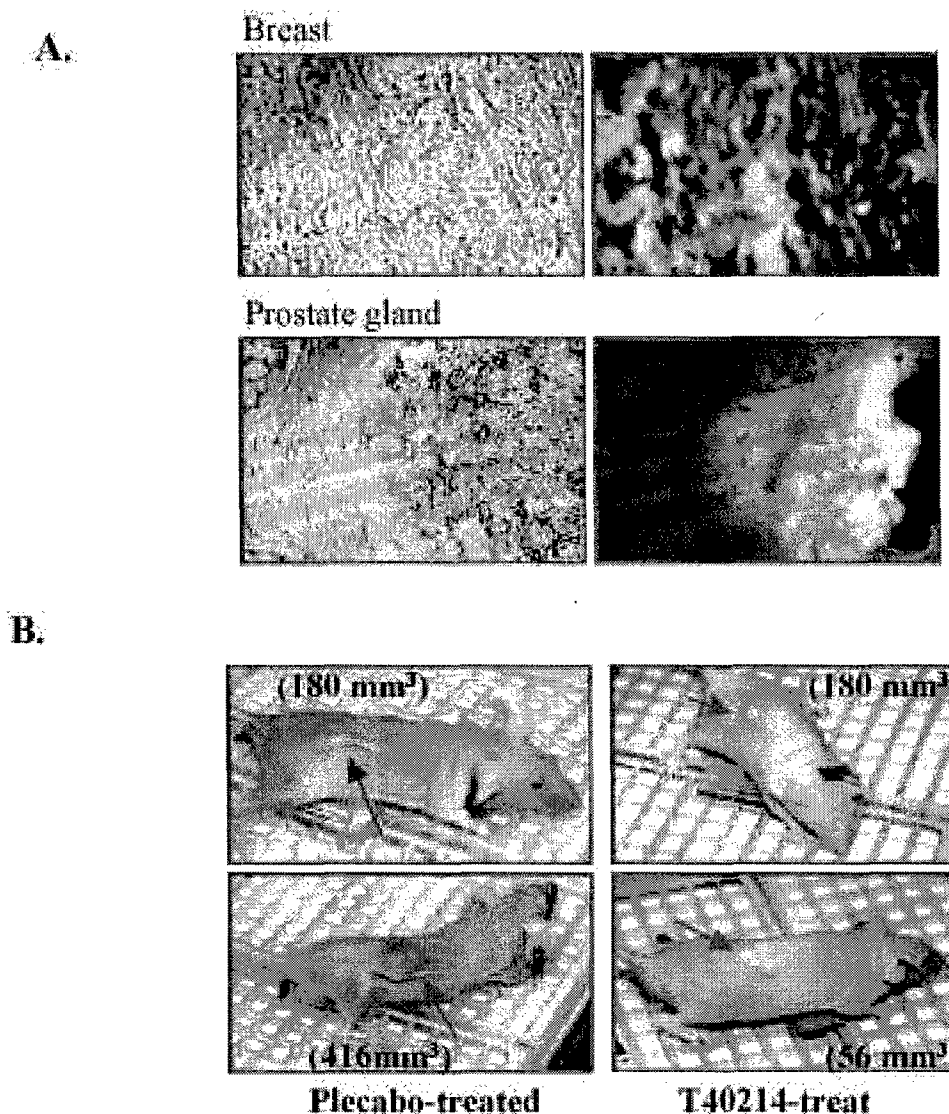 A.
Breast
Prostate gland
B.
(180 mm³)
(180 mm³
(416mm³)
(56 mm³
Plecabo-treated
T40214-treat